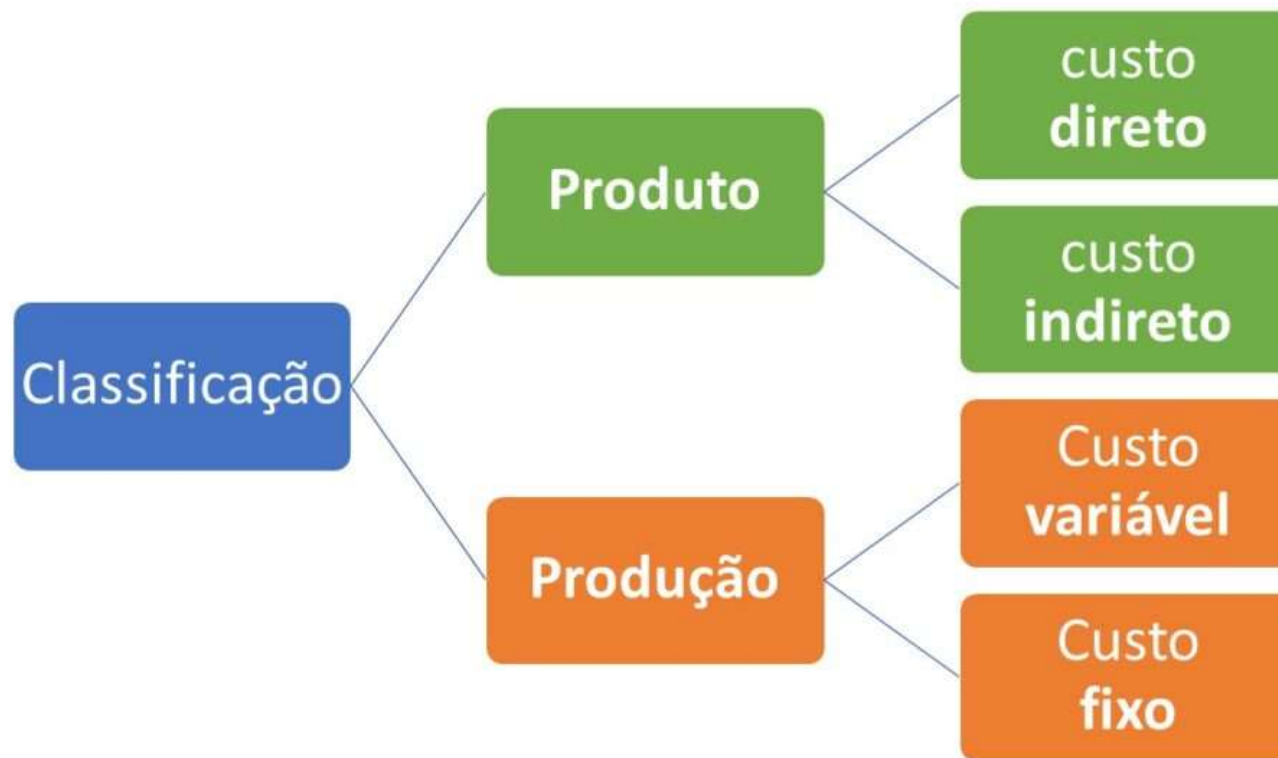 Classificação
Produto
custo
direto
custo
indireto
Produção
Custo
variável
Custo
fixo